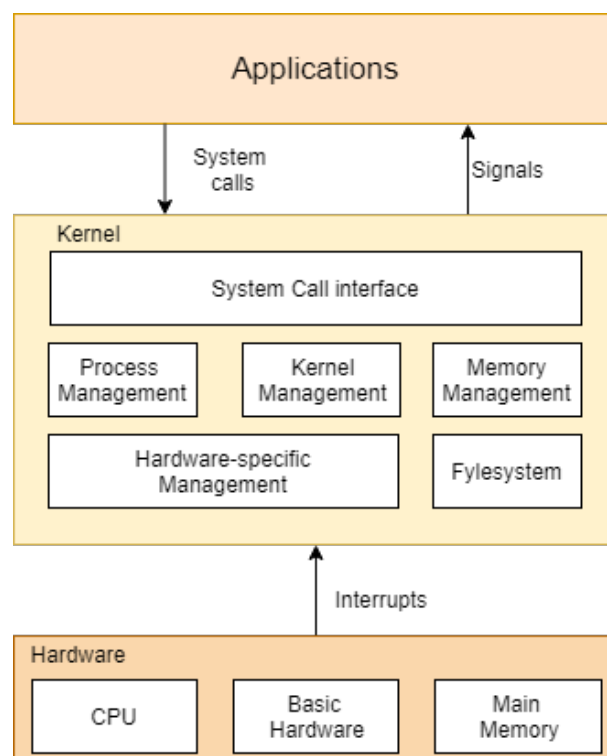 Applications
System
calls
Signals
Kernel
System Call interface
Process
Management
Kernel
Management
Memory
Management
Hardware-specific
Management
Fylesystem
Interrupts
Hardware
CPU
Basic
Hardware
Main
Memory